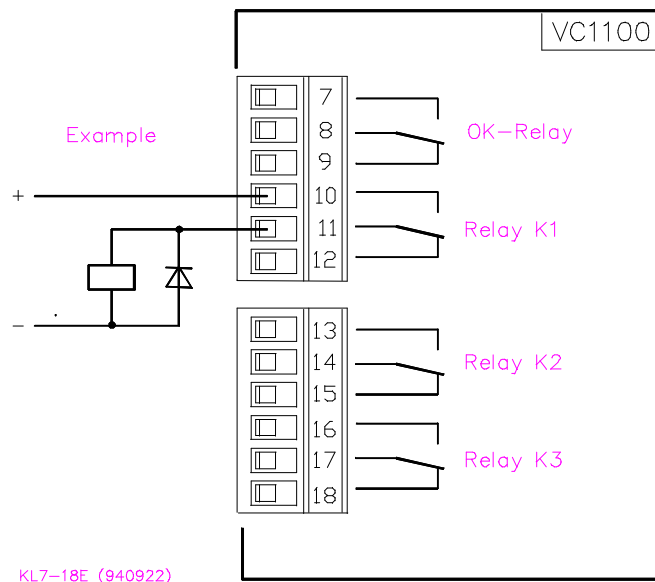 VC1100
7
8
9
10
11
12
OK-Relay
Relay K1
Example
+
-
13
14
15
16
17
18
Relay K2
Relay K3
KL7-18E (940922)